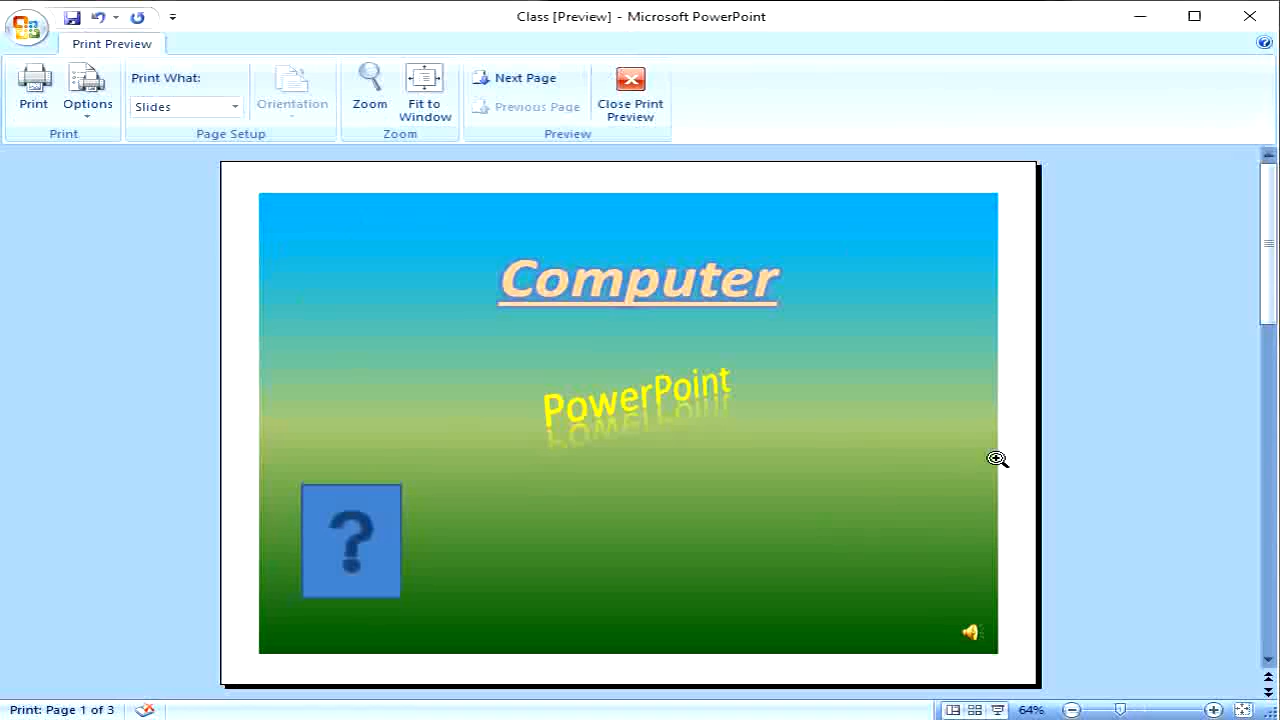 Class [Preview] - Microsoft PowerPoint
Print Preview
Print
Options
Print What:
Slides
Orientation
Zoom
Fit to Window
Next Page
Previous Page
Close Print Preview
Print
Page Setup
Zoom
Preview
Computer
PowerPoint
?
Print: Page 1 of 3
64%